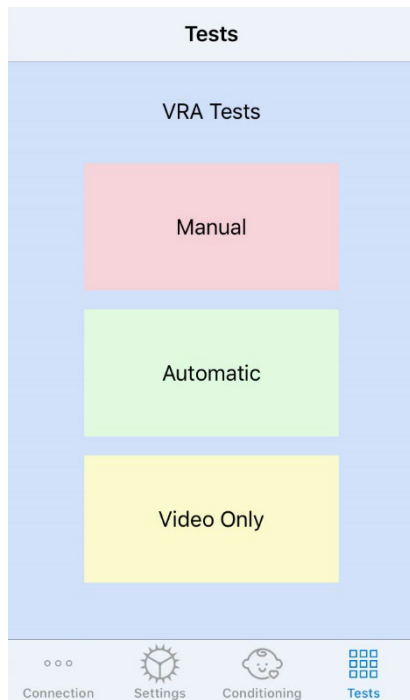 Tests
VRA Tests
Manual
Automatic
Video Only
Connection Settings Conditioning Tests